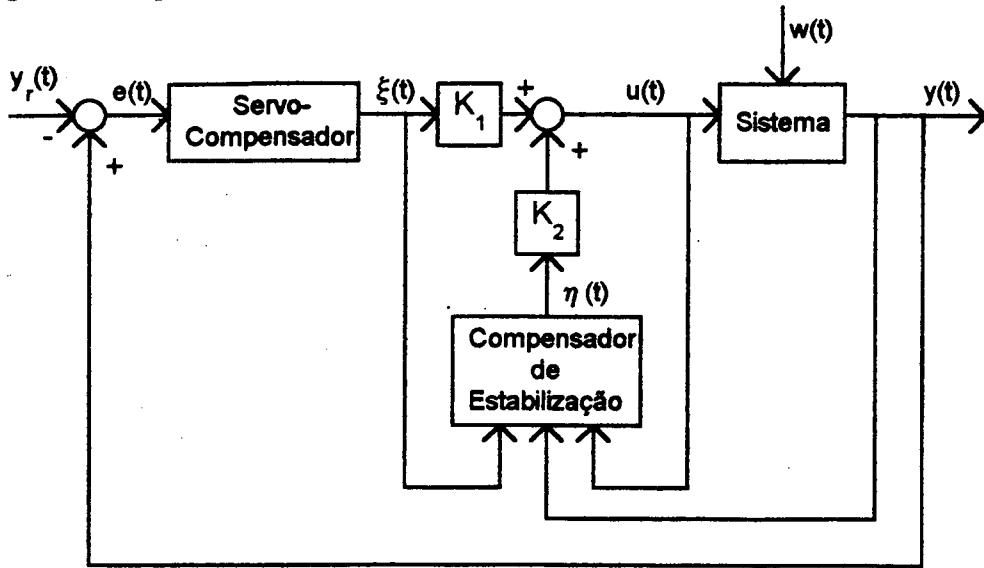 w(t)
y_r(t)
-
+
e(t)
Servo-
Compensador
ξ(t)
K_1
+
+
u(t)
Sistema
y(t)
K_2
η(t)
Compensador
de
Estabilização